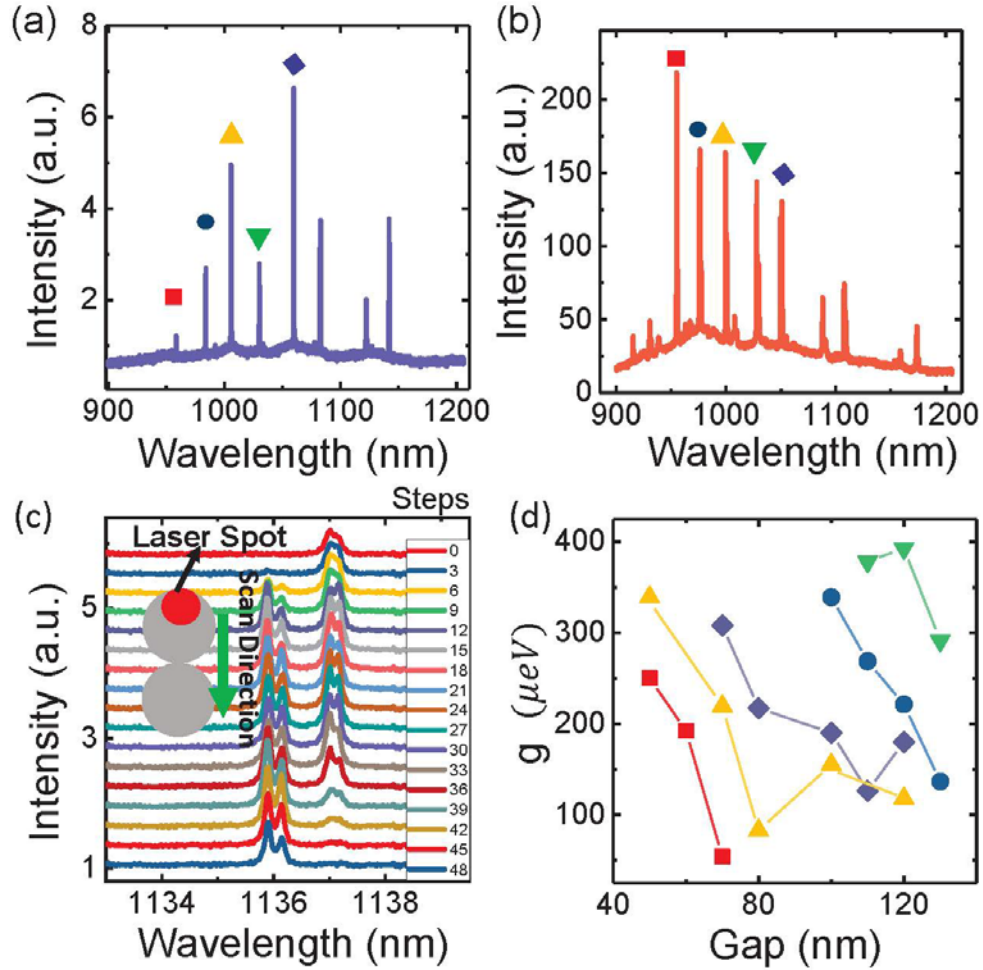 (a)
8
6
4
2
Intensity (a.u.)
900 1000 1100 1200
Wavelength (nm)
(b)
200
150
100
50
0
Intensity (a.u.)
900 1000 1100 1200
Wavelength (nm)
(c)
Steps
Laser Spot
Scan Direction
0
3
6
9
12
15
18
21
24
27
30
33
36
39
42
45
48
5
3
1
Intensity (a.u.)
1134 1136 1138
Wavelength (nm)
(d)
400
300
200
100
g (μeV)
40 80 120
Gap (nm)